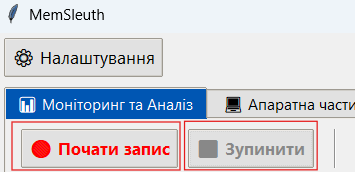 MemSleuth
Налаштування
Моніторинг та Аналіз Апаратна части
Почати запис Зупинити